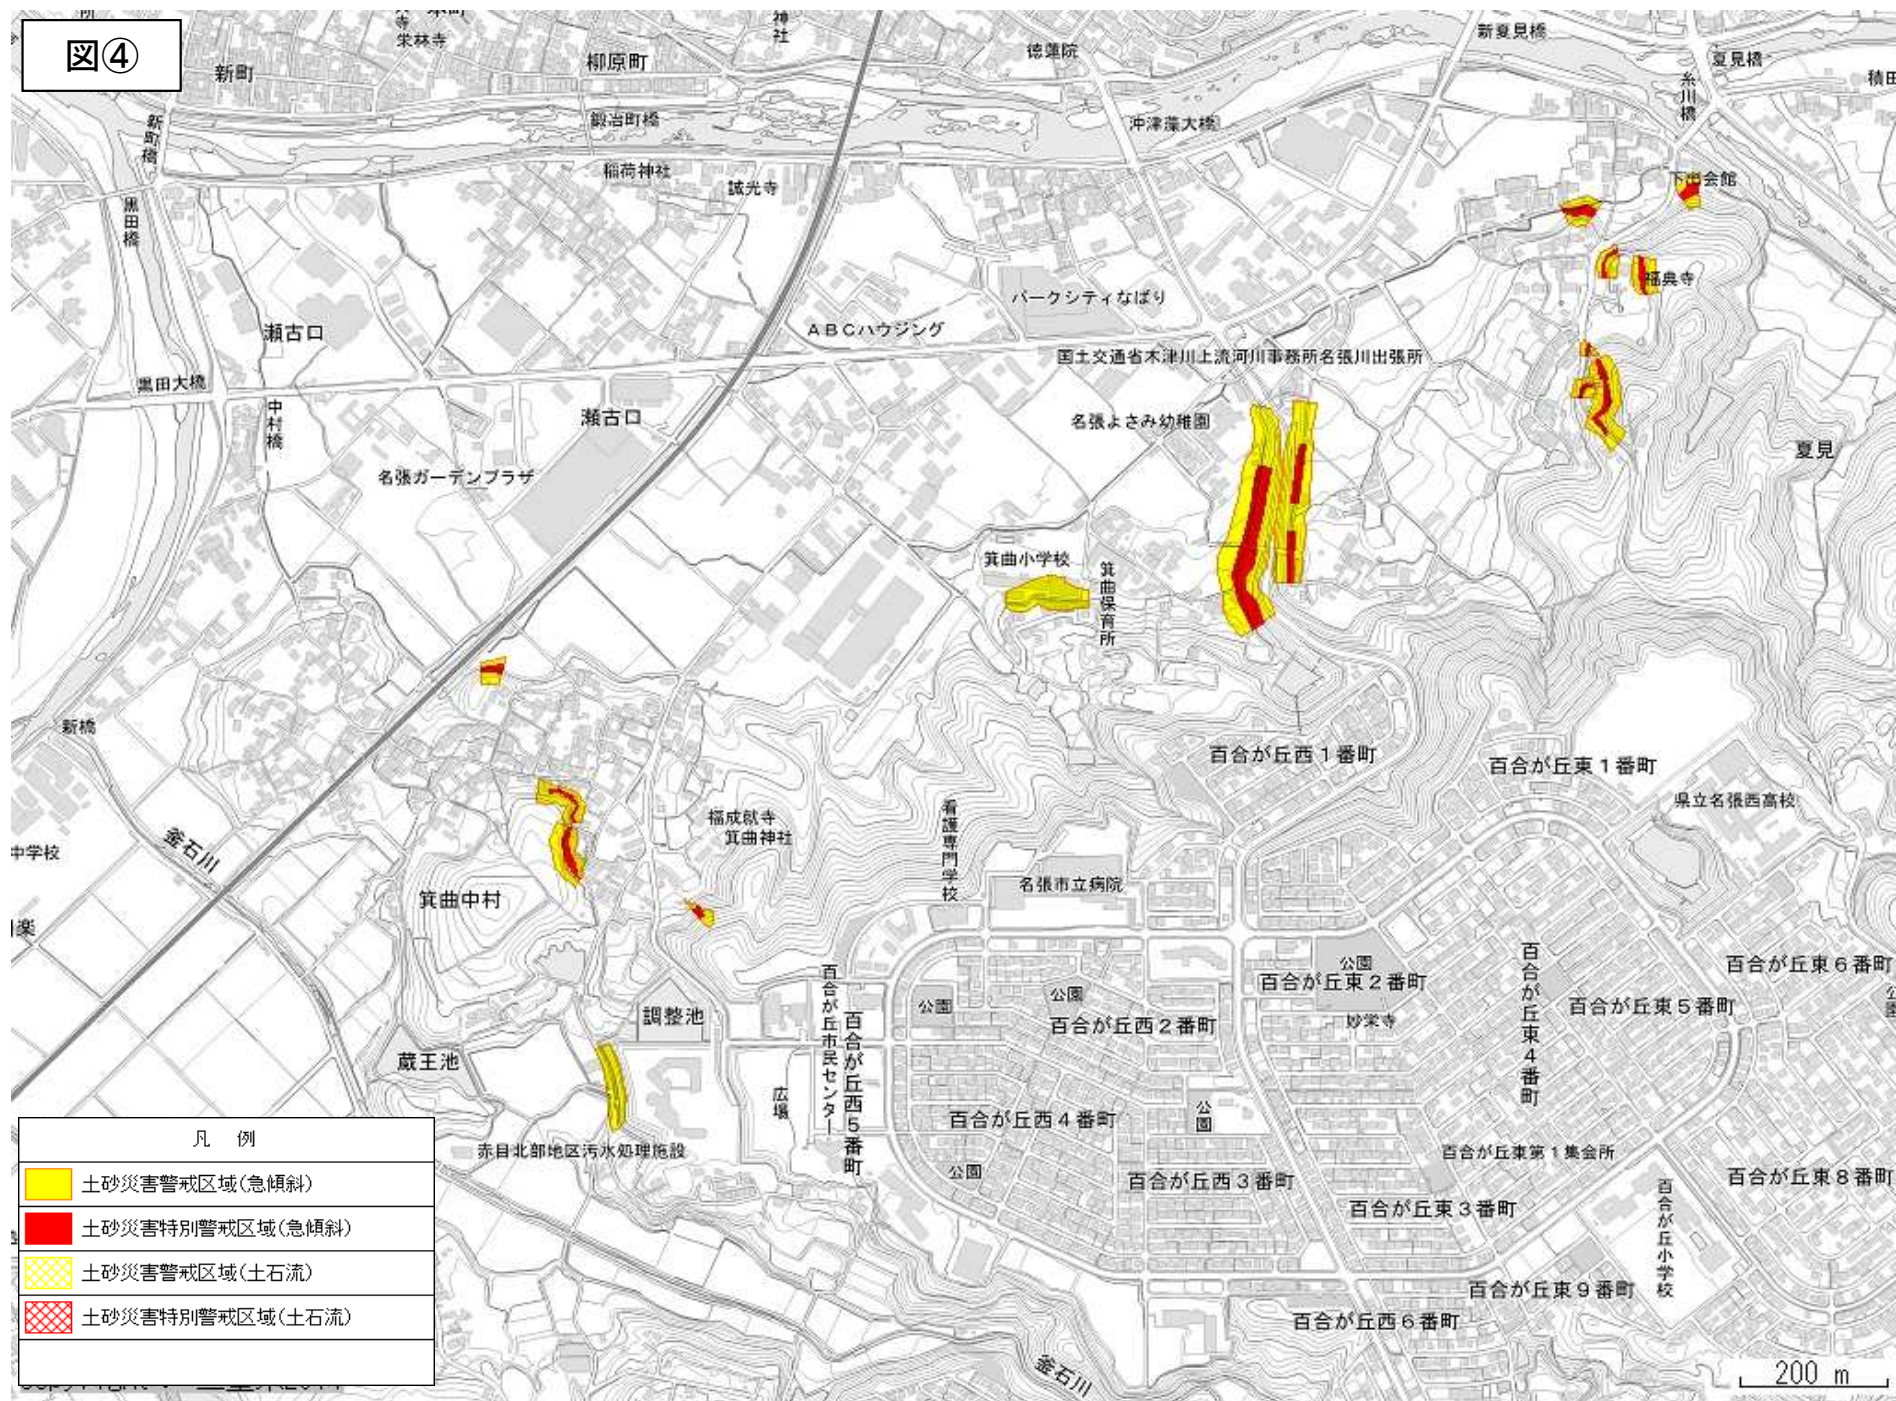 図④
栄林寺
神社
新町
柳原町
徳蓮院
新夏見橋
夏見橋
糸川橋
積田
新町橋
鍛冶町橋
沖津藻大橋
稲荷神社
誠光寺
下出会館
黒田橋
福典寺
パークシティなばり
瀬古口
ABCハウジング
国土交通省木津川上流河川事務所名張川出張所
黒田大橋
中村橋
瀬古口
名張よさみ幼稚園
夏見
名張ガーデンプラザ
箕曲小学校
箕曲保育所
新橋
百合が丘西1番町
百合が丘東1番町
県立名張西高校
福成就寺
箕曲神社
看護専門学校
中学校
釜石川
名張市立病院
箕曲中村
楽
公園
百合が丘東2番町
百合が丘東4番町
百合が丘東6番町
公園
公園
百合が丘西2番町
百合が丘東5番町
調整池
百合が丘市民センター
百合が丘西5番町
妙栄寺
蔵王池
広場
百合が丘西4番町
公園
赤目北部地区汚水処理施設
公園
百合が丘西3番町
百合が丘東第1集会所
百合が丘東8番町
百合が丘東3番町
百合が丘小学校
百合が丘東9番町
百合が丘西6番町
釜石川
凡 例
土砂災害警戒区域(急傾斜)
土砂災害特別警戒区域(急傾斜)
土砂災害警戒区域(土石流)
土砂災害特別警戒区域(土石流)
200 m